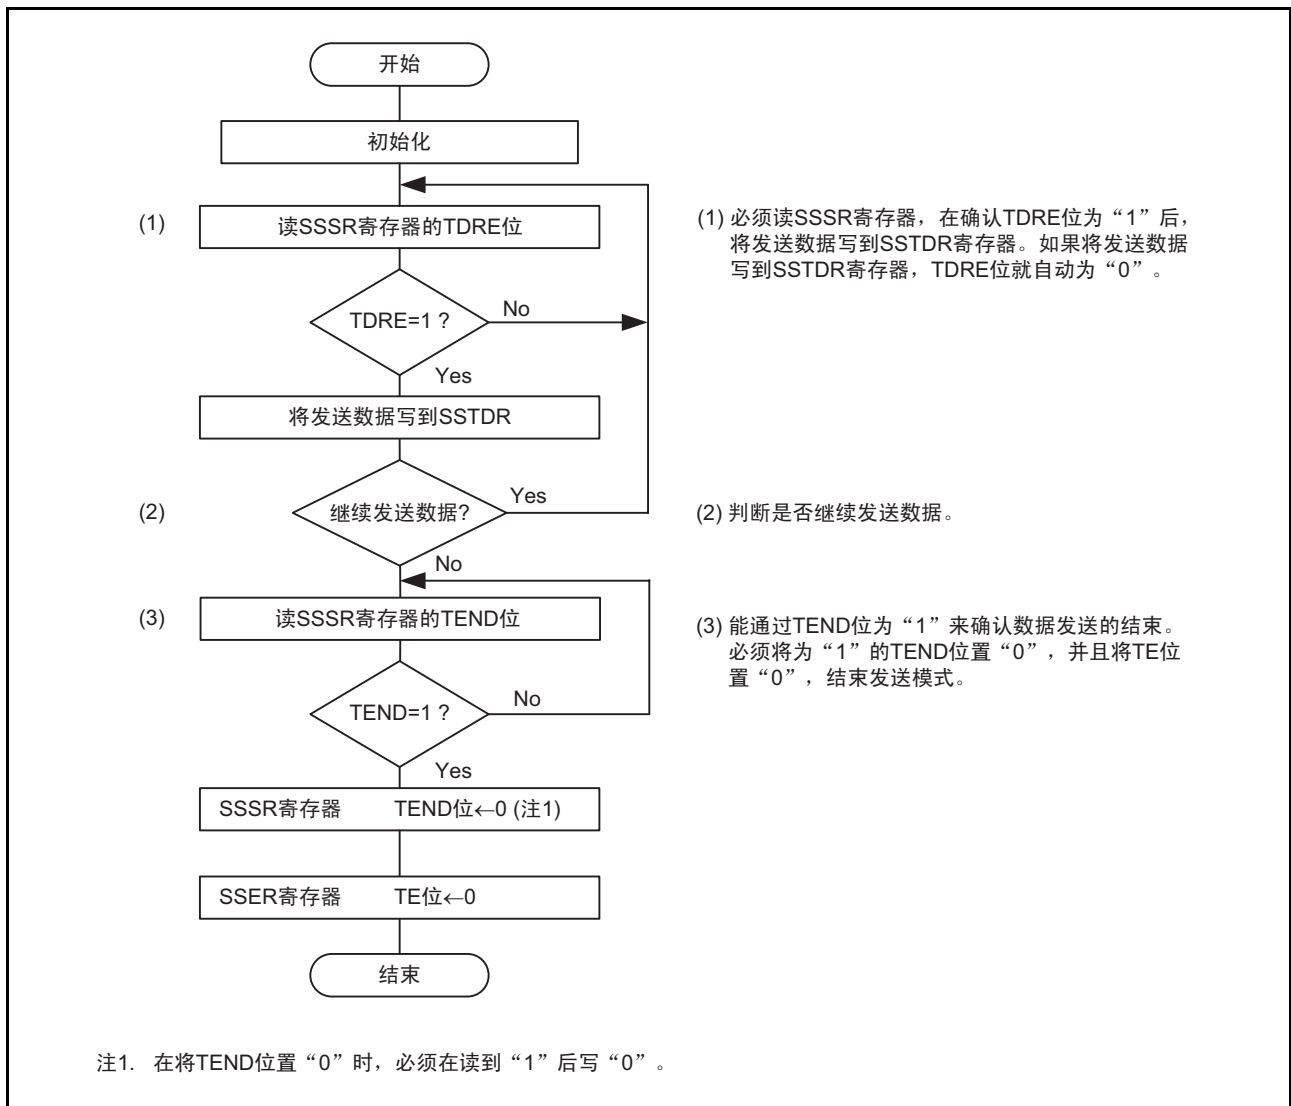 开始
初始化
(1)
读SSSR寄存器的TDRE位
(1) 必须读SSSR寄存器，在确认TDRE位为“1”后，
将发送数据写到SSTDR寄存器。如果将发送数据
写到SSTDR寄存器，TDRE位就自动为“0”。
TDRE=1 ?
No
Yes
将发送数据写到SSTDR
(2)
继续发送数据?
Yes
(2) 判断是否继续发送数据。
No
(3)
读SSSR寄存器的TEND位
(3) 能通过TEND位为“1”来确认数据发送的结束。
必须将为“1”的TEND位置“0”，并且将TE位
置“0”，结束发送模式。
TEND=1 ?
No
Yes
SSSR寄存器 TEND位←0 (注1)
SSER寄存器 TE位←0
结束
注1. 在将TEND位置“0”时，必须在读到“1”后写“0”。